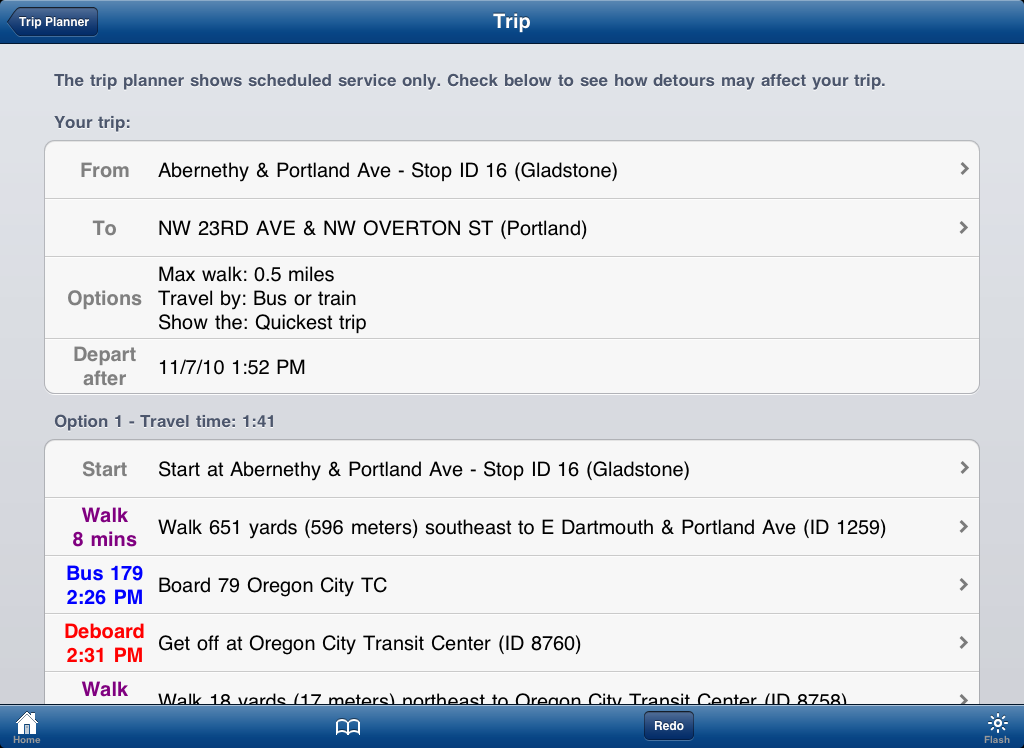 Trip Planner
Trip
The trip planner shows scheduled service only. Check below to see how detours may affect your trip.
Your trip:
From
Abernethy & Portland Ave - Stop ID 16 (Gladstone)
To
NW 23RD AVE & NW OVERTON ST (Portland)
Options
Max walk: 0.5 miles
Travel by: Bus or train
Show the: Quickest trip
Depart
after
11/7/10 1:52 PM
Option 1 - Travel time: 1:41
Start
Start at Abernethy & Portland Ave - Stop ID 16 (Gladstone)
Walk
8 mins
Walk 651 yards (596 meters) southeast to E Dartmouth & Portland Ave (ID 1259)
Bus 179
2:26 PM
Board 79 Oregon City TC
Deboard
2:31 PM
Get off at Oregon City Transit Center (ID 8760)
Walk
Walk 18 yards (17 meters) northeast to Oregon City Transit Center (ID 8758)
Home
Redo
Flash